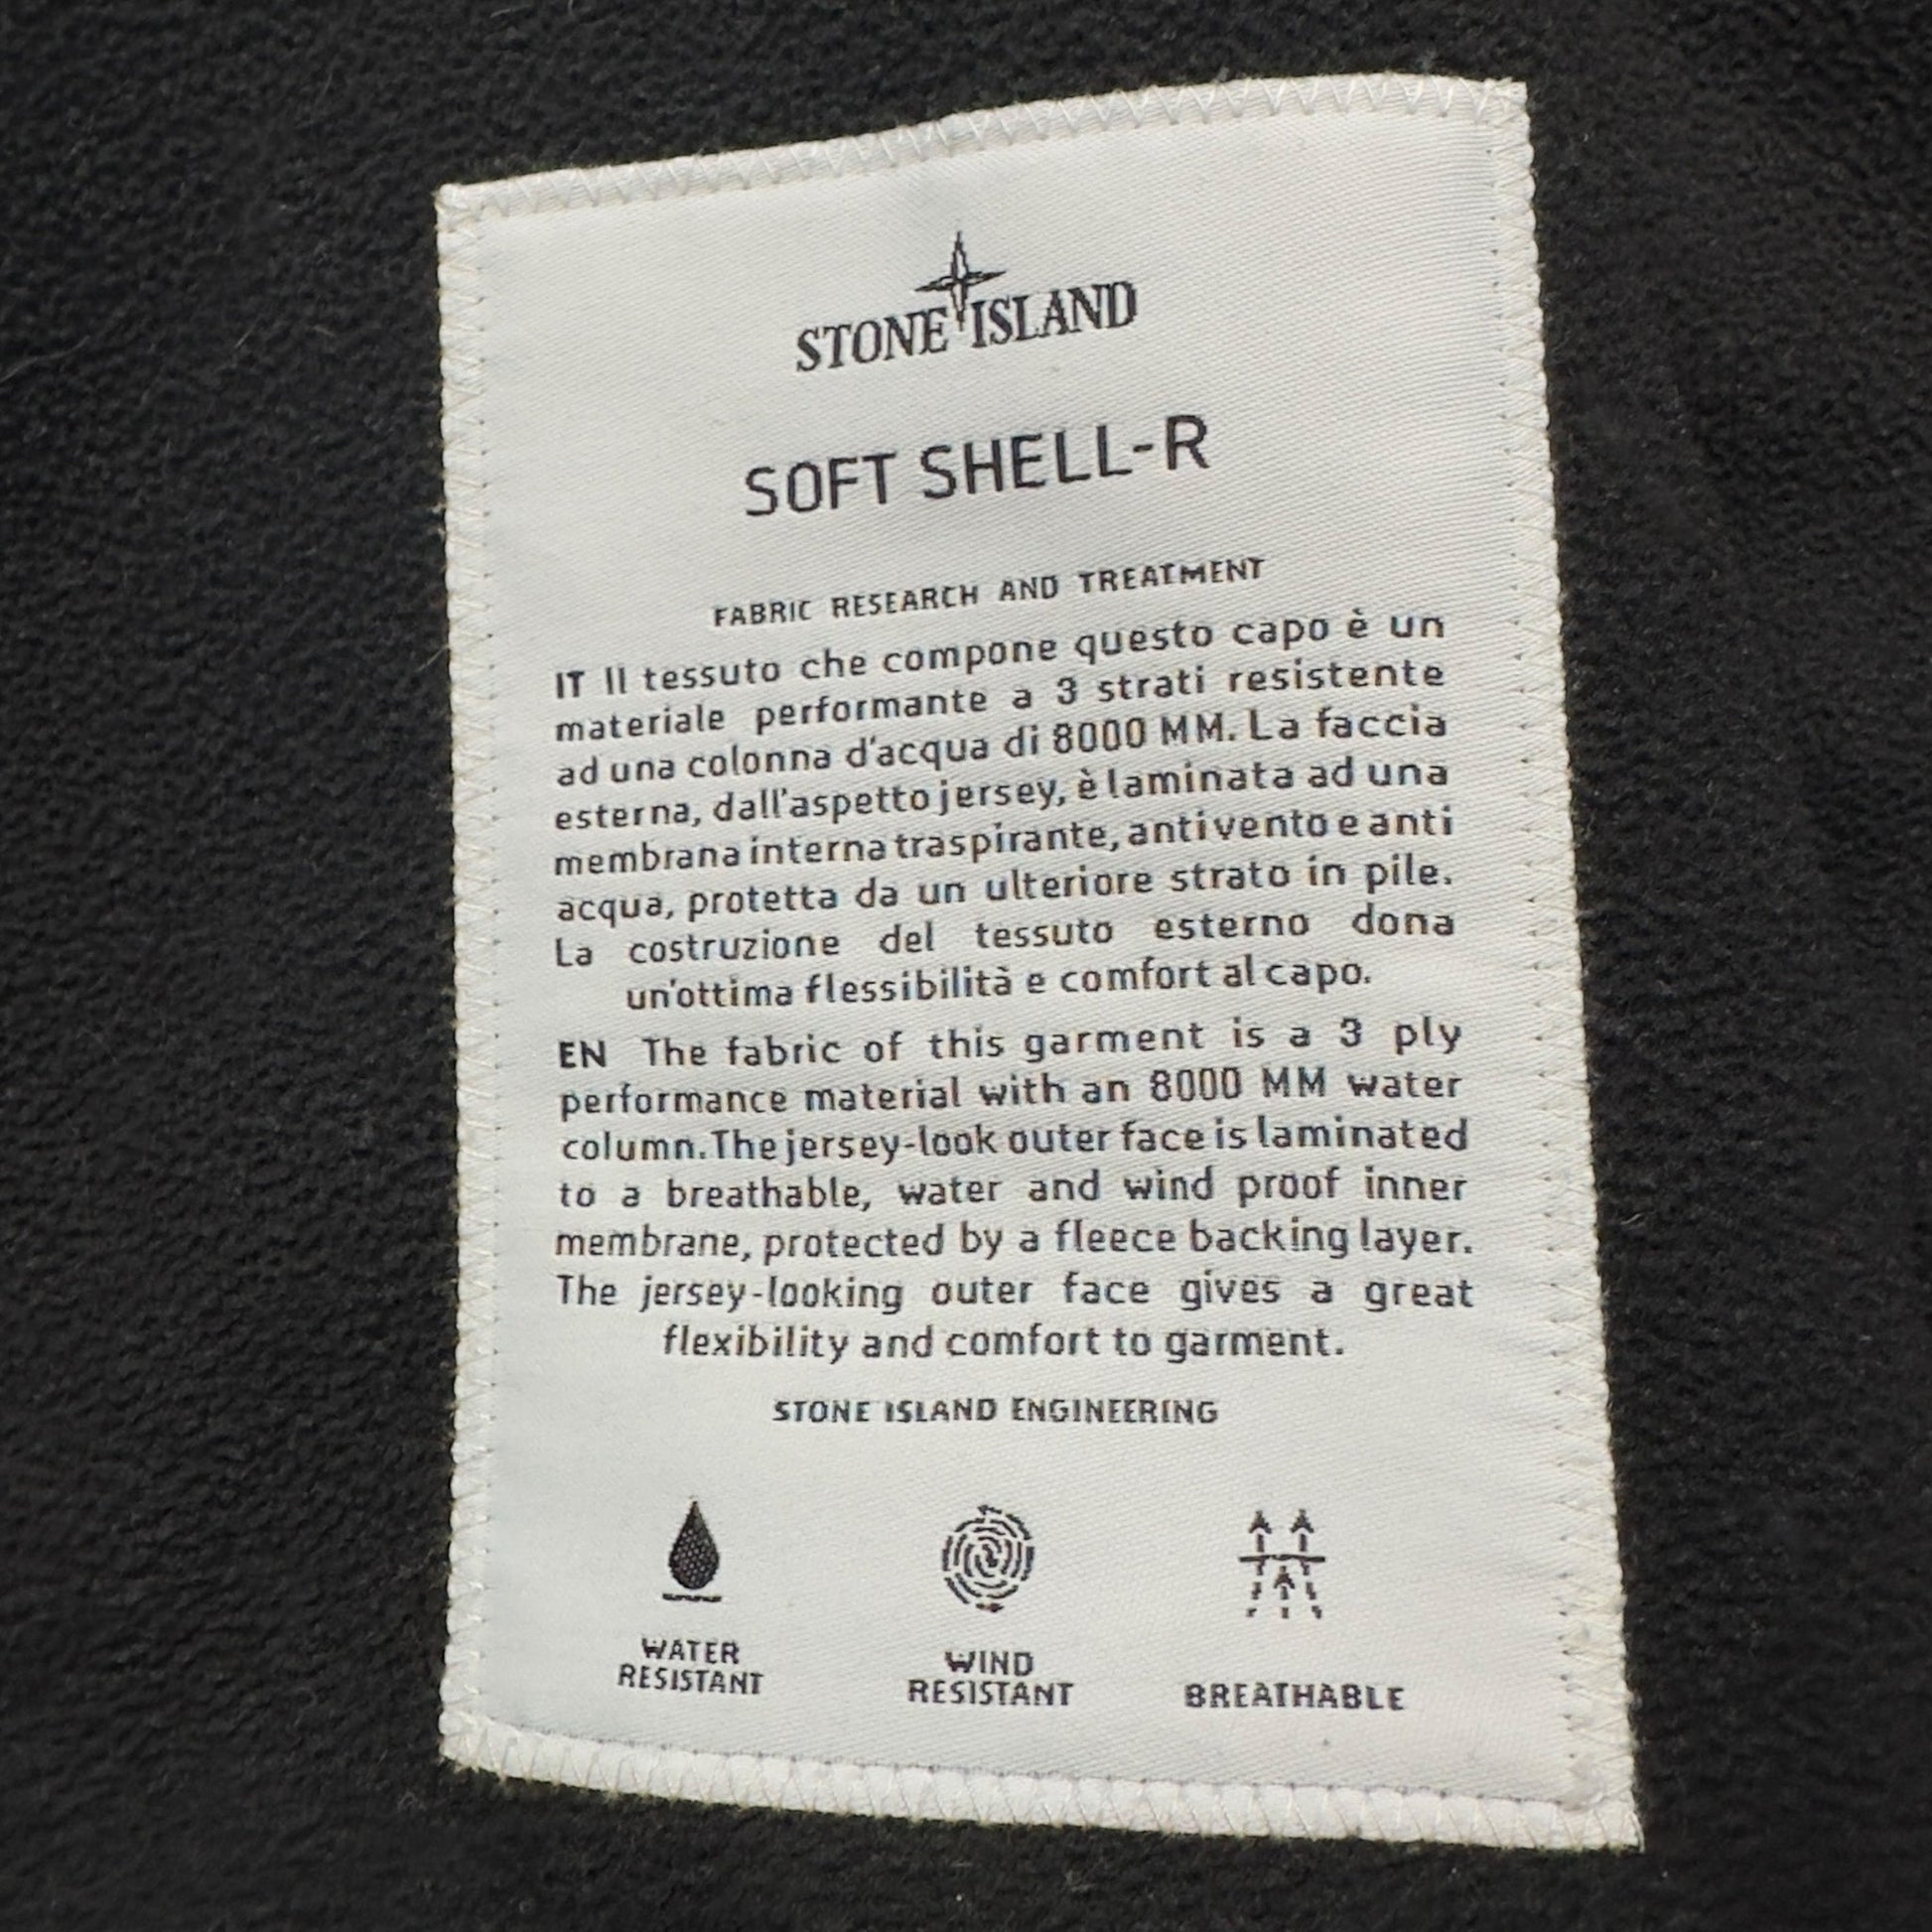 STONE ISLAND
SOFT SHELL-R
FABRIC RESEARCH AND TREATMENT
IT Il tessuto che compone questo capo è un
materiale performante a 3 strati resistente
ad una colonna d'acqua di 8000 MM. La faccia
esterna, dall'aspetto jersey, è laminata ad una
membrana interna traspirante, antivento e anti
acqua, protetta da un ulteriore strato in pile.
La costruzione del tessuto esterno dona
un'ottima flessibilità e comfort al capo.
EN The fabric of this garment is a 3 ply
performance material with an 8000 MM water
column. The jersey-look outer face is laminated
to a breathable, water and wind proof inner
membrane, protected by a fleece backing layer.
The jersey-looking outer face gives a great
flexibility and comfort to garment.
STONE ISLAND ENGINEERING
WATER
RESISTANT
WIND
RESISTANT
BREATHABLE